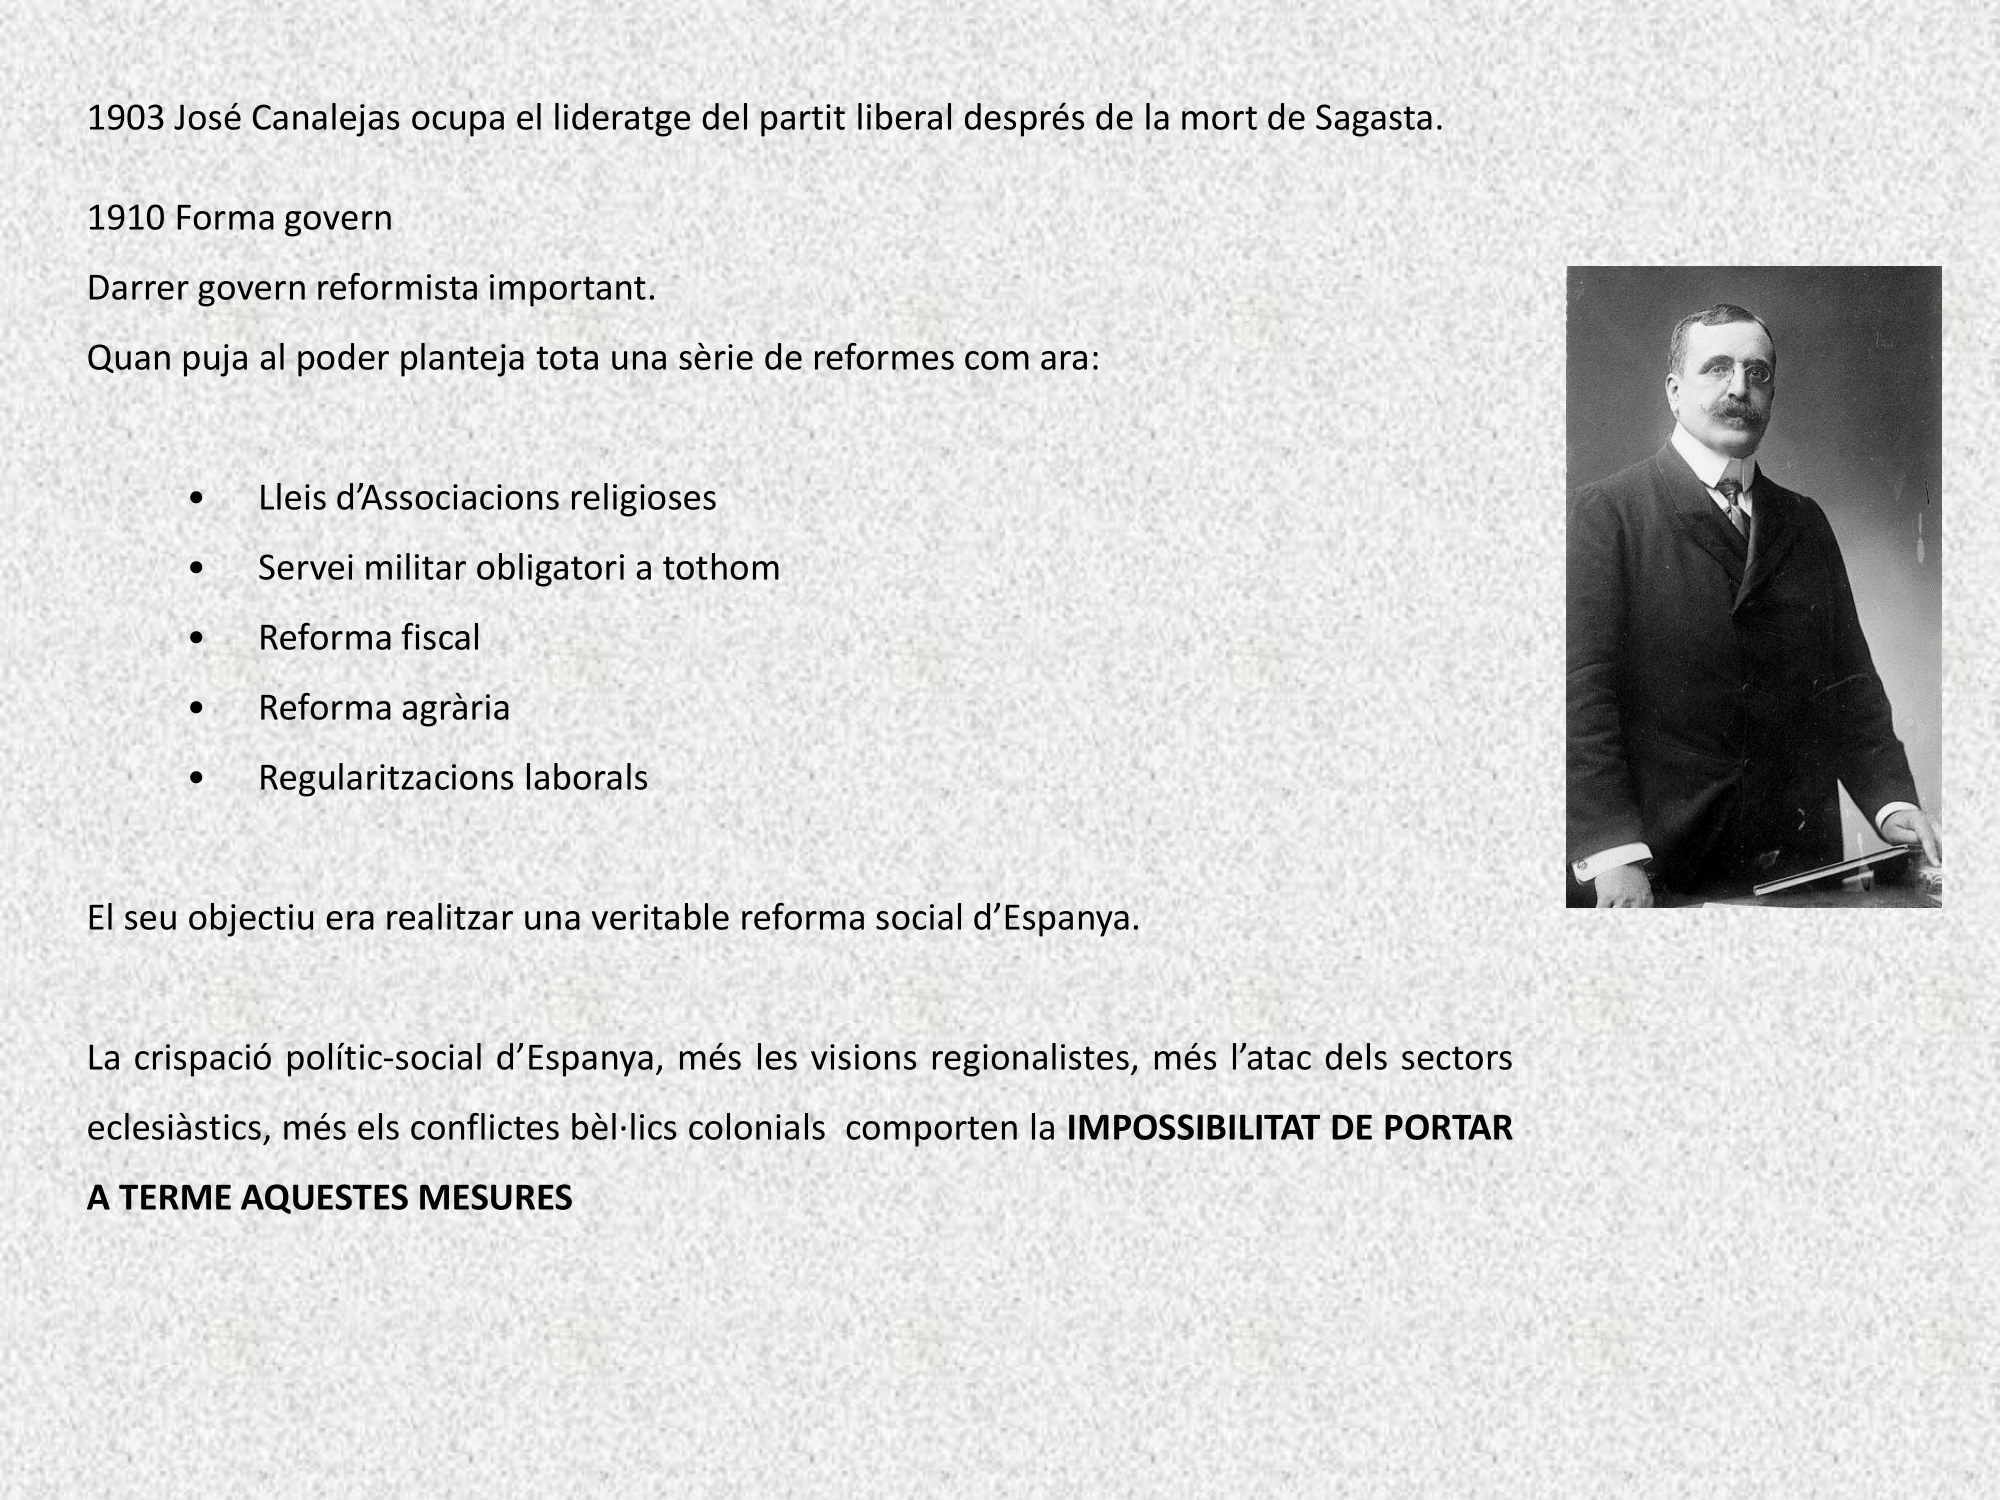 1903 José Canalejas ocupa el lideratge del partit liberal després de la mort de Sagasta.
1910 Forma govern
Darrer govern reformista important.
Quan puja al poder planteja tota una sèrie de reformes com ara:
• Lleis d’Associacions religioses
• Servei militar obligatori a tothom
• Reforma fiscal
• Reforma agrària
• Regularitzacions laborals
El seu objectiu era realitzar una veritable reforma social d’Espanya.
La crispació polític-social d’Espanya, més les visions regionalistes, més l’atac dels sectors
eclesiàstics, més els conflictes bèl·lics colonials comporten la IMPOSSIBILITAT DE PORTAR
A TERME AQUESTES MESURES